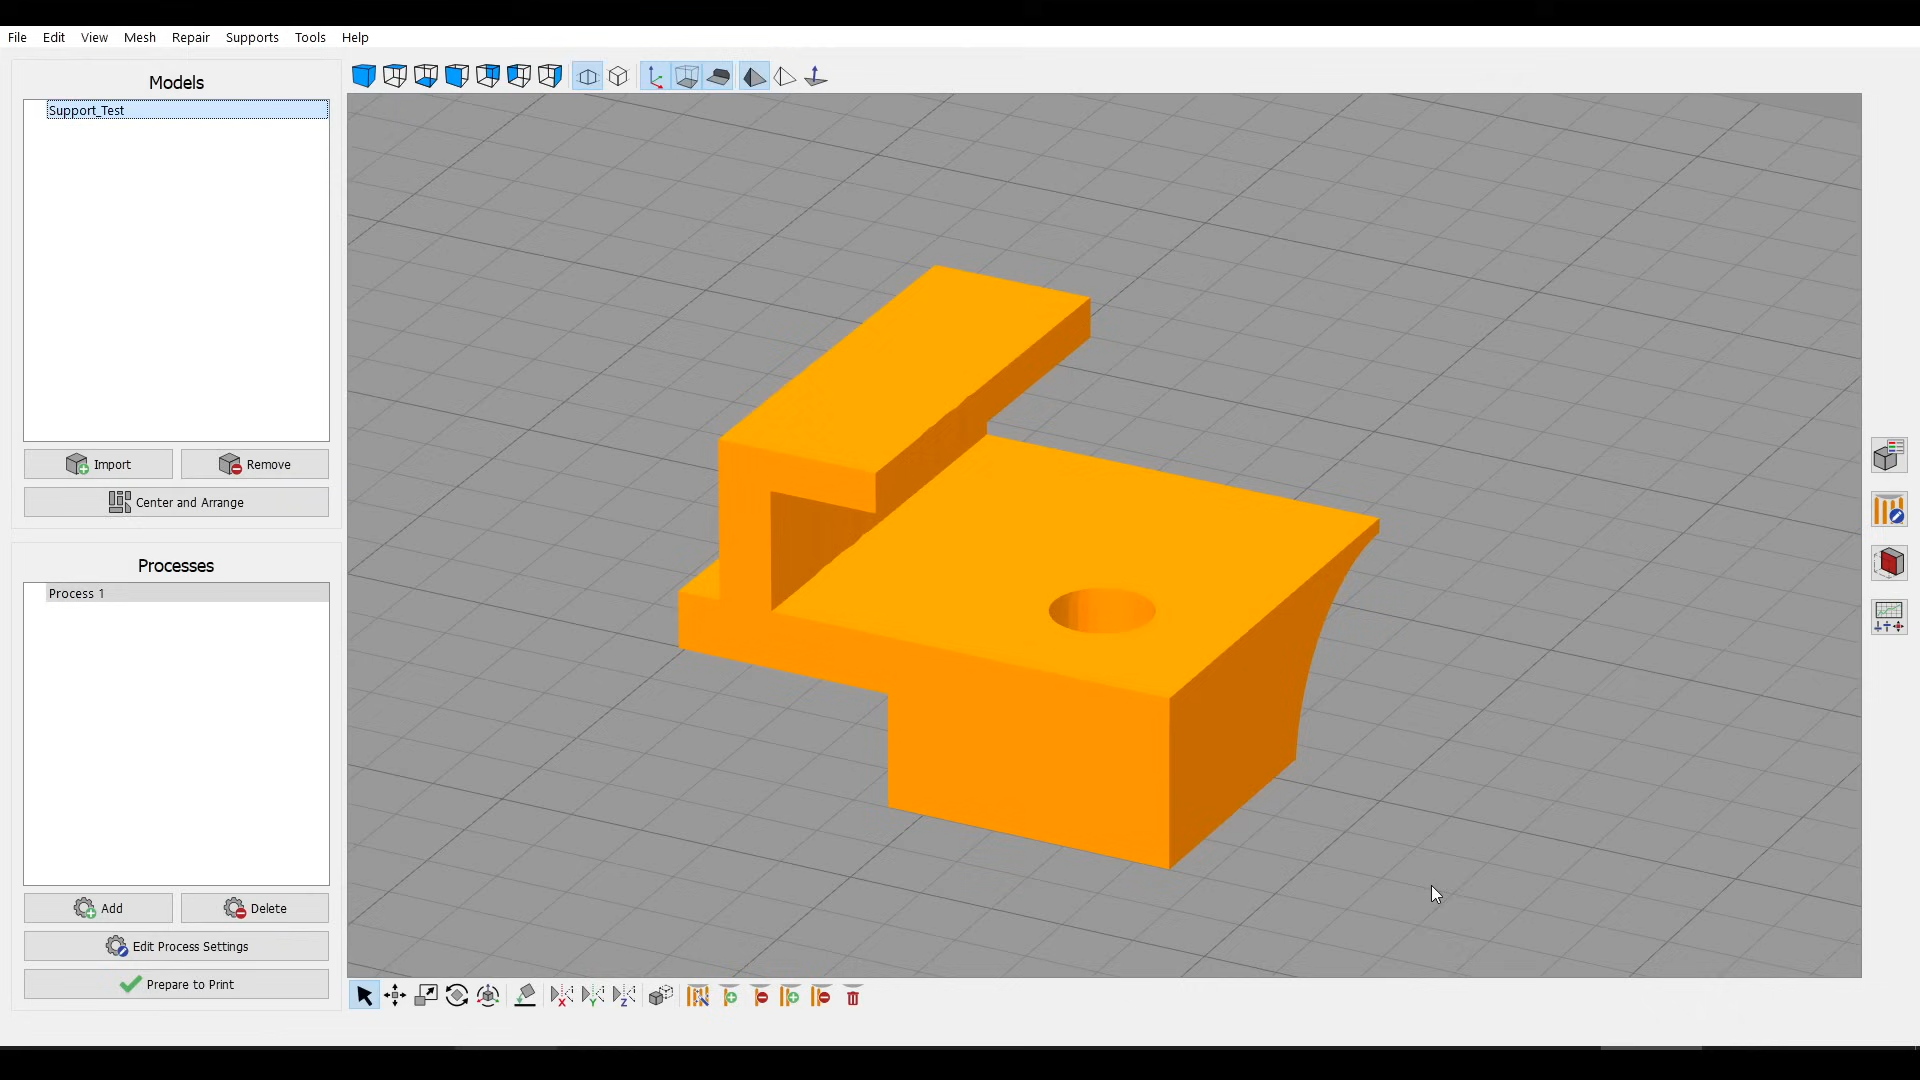 File Edit View Mesh Repair Supports Tools Help
Models
Support_Test
Import
Remove
Center and Arrange
Processes
Process 1
Add
Delete
Edit Process Settings
Prepare to Print
X
Y
Z